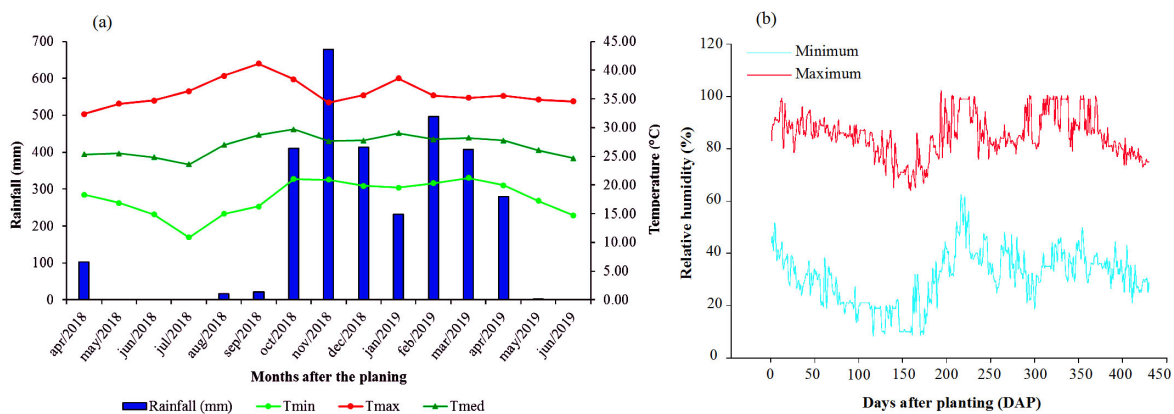 (a)
700
600
500
400
300
200
100
0
Rainfall (mm)
45.00
40.00
35.00
30.00
25.00
20.00
15.00
10.00
5.00
0.00
Temperature (°C)
apr/2018
may/2018
jun/2018
jul/2018
aug/2018
sep/2018
oct/2018
nov/2018
dec/2018
jan/2019
feb/2019
mar/2019
apr/2019
may/2019
jun/2019
Months after the planing
Rainfall (mm) Tmin Tmax Tmed
(b)
Minimum
Maximum
120
100
80
60
40
20
0
Relative humidity (%)
0 50 100 150 200 250 300 350 400 450
Days after planting (DAP)